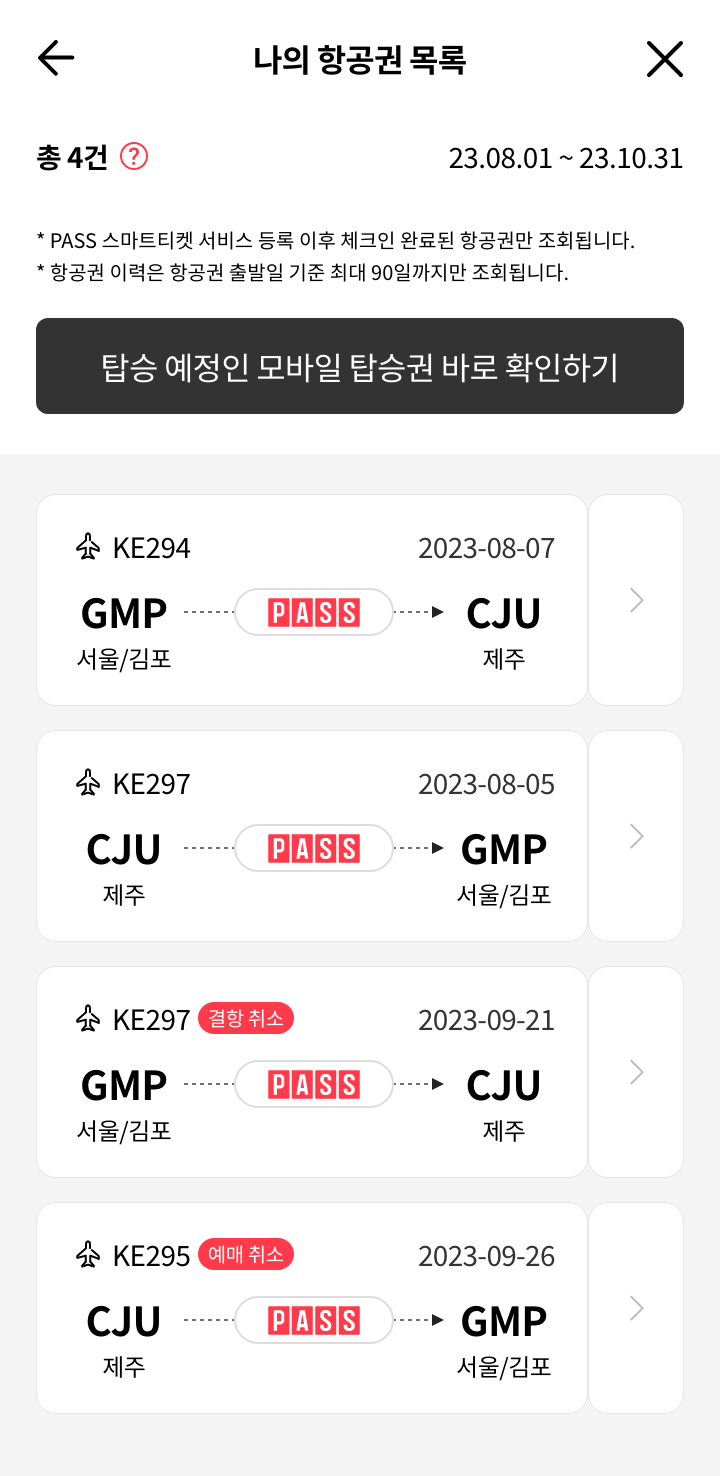 나의 항공권 목록
총 4건 ? 23.08.01 ~ 23.10.31
* PASS 스마트티켓 서비스 등록 이후 체크인 완료된 항공권만 조회됩니다.
* 항공권 이력은 항공권 출발일 기준 최대 90일까지만 조회됩니다.
탑승 예정인 모바일 탑승권 바로 확인하기
KE294 2023-08-07
GMP PASS CJU
서울/김포 제주
KE297 2023-08-05
CJU PASS GMP
제주 서울/김포
KE297 결항 취소 2023-09-21
GMP PASS CJU
서울/김포 제주
KE295 예매 취소 2023-09-26
CJU PASS GMP
제주 서울/김포